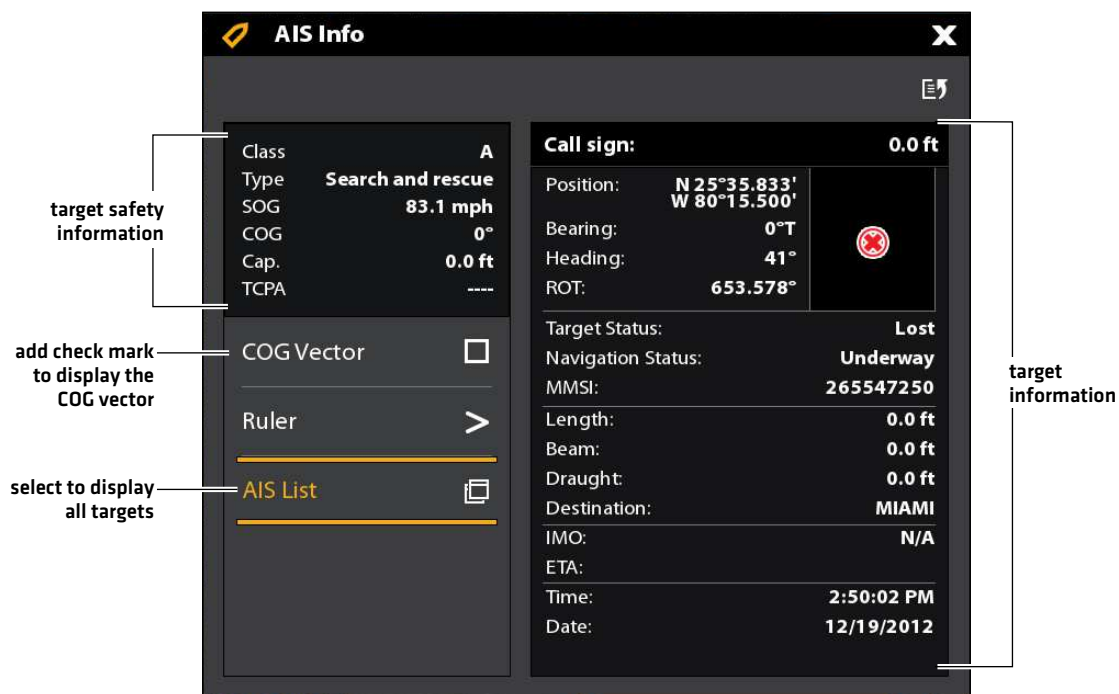 AIS Info X
target safety
information
Class A
Type Search and rescue
SOG 83.1 mph
COG 0°
Cap. 0.0 ft
TCPA ----
add check mark
to display the
COG vector
COG Vector
Ruler >
select to display
all targets
AIS List
Call sign: 0.0 ft
Position: N 25°35.833'
W 80°15.500'
Bearing: 0°T
Heading: 41°
ROT: 653.578°
Target Status: Lost
Navigation Status: Underway
MMSI: 265547250
Length: 0.0 ft
Beam: 0.0 ft
Draught: 0.0 ft
Destination: MIAMI
IMO: N/A
ETA:
Time: 2:50:02 PM
Date: 12/19/2012
target
information